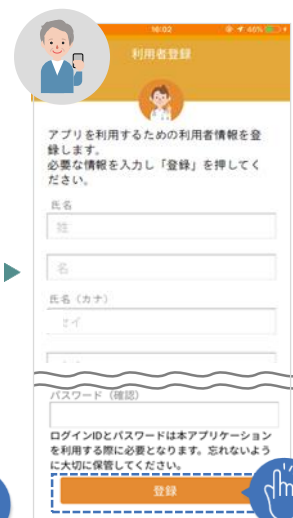 16:02
46%
利用者登録
アプリを利用するための利用者情報を登
録します。
必要な情報を入力し「登録」を押してく
ださい。
氏名
姓
名
氏名（カナ）
セイ
パスワード（確認）
ログインIDとパスワードは本アプリケーション
を利用する際に必要となります。忘れないよう
に大切に保管してください。
登録